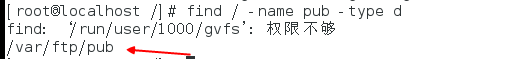 [root@localhost /]# find / -name pub -type d
find: ‘/run/user/1000/gvfs’: 权限不够
/var/ftp/pub